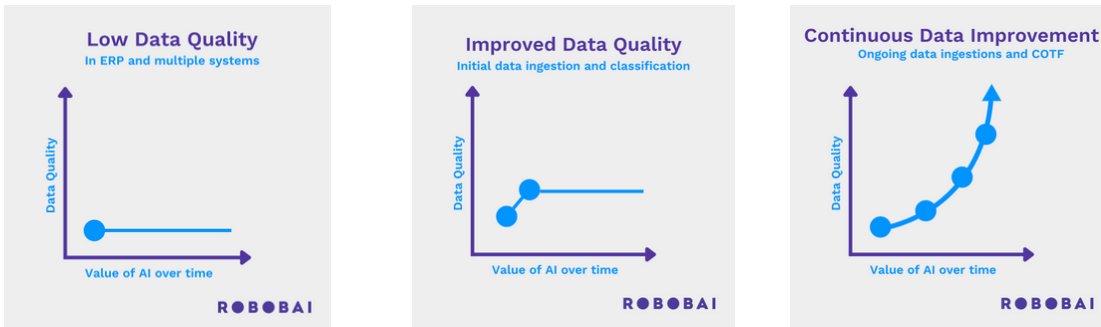 Low Data Quality
In ERP and multiple systems
Data Quality
Value of AI over time
ROBOBAI
Improved Data Quality
Initial data ingestion and classification
Data Quality
Value of AI over time
ROBOBAI
Continuous Data Improvement
Ongoing data ingestions and COTF
Data Quality
Value of AI over time
ROBOBAI